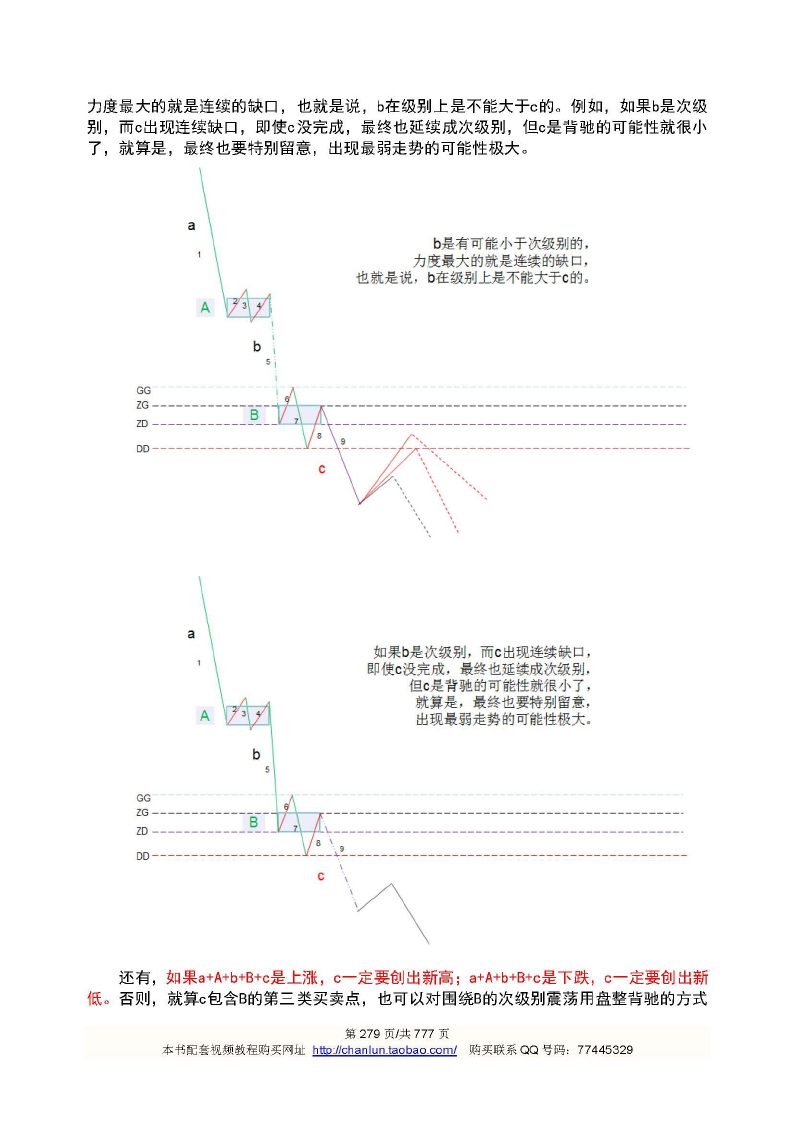 力度最大的就是连续的缺口，也就是说，b在级别上是不能大于c的。例如，如果b是次级
别，而c出现连续缺口，即使c没完成，最终也延续成次级别，但c是背驰的可能性就很小
了，就算是，最终也要特别留意，出现最弱走势的可能性极大。
a
1
b是有可能小于次级别的，
力度最大的就是连续的缺口，
也就是说，b在级别上是不能大于c的。
A
2 3 4
b
5
GG
ZG
ZD
DD
B
6
7
8
9
c
a
1
如果b是次级别，而c出现连续缺口，
即使c没完成，最终也延续成次级别，
但c是背驰的可能性就很小了，
就算是，最终也要特别留意，
出现最弱走势的可能性极大。
A
2 3 4
b
5
GG
ZG
ZD
DD
B
6
7
8
9
c
还有，如果a+A+b+B+c是上涨，c一定要创出新高；a+A+b+B+c是下跌，c一定要创出新
低。否则，就算c包含B的第三类买卖点，也可以对围绕B的次级别震荡用盘整背驰的方式
第 279 页/共 777 页
本书配套视频教程购买网址 http://chanlun.taobao.com/ 购买联系 QQ 号码：77445329